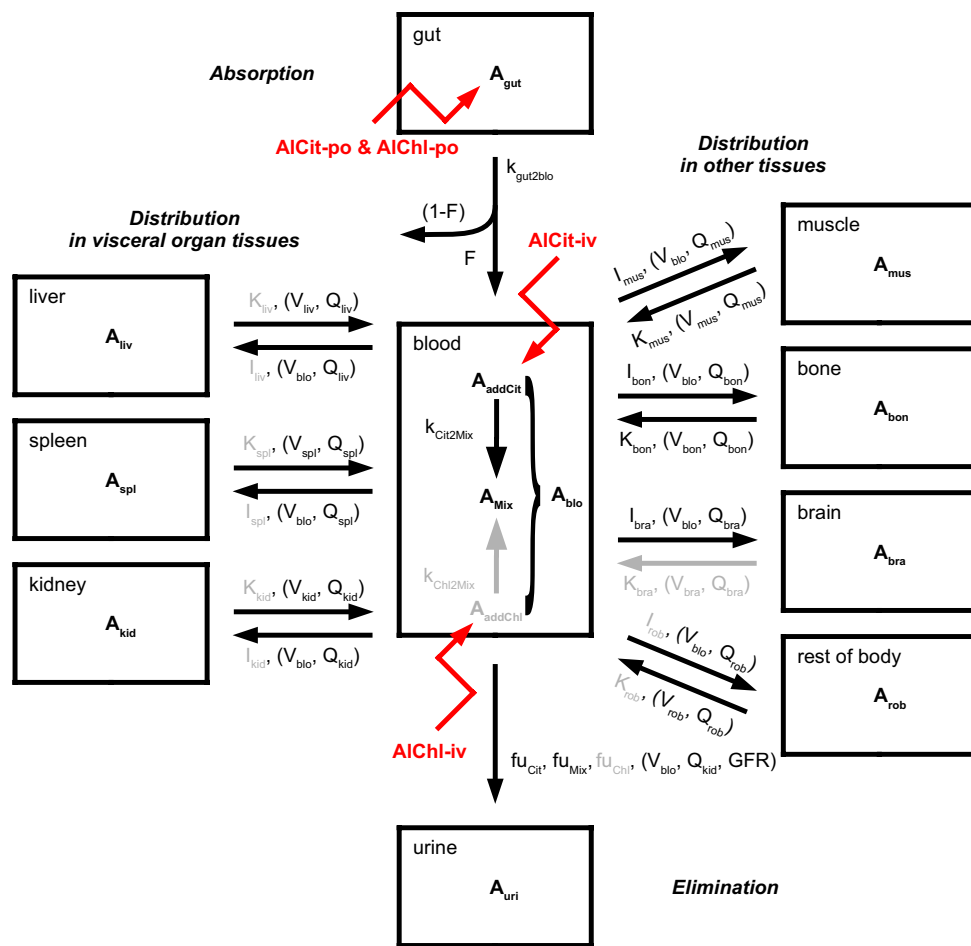 gut
Absorption
A_gut
AlCit-po & AlChl-po
k_gut2blo
Distribution
in other tissues
(1-F)
F
Distribution
in visceral organ tissues
AlCit-iv
muscle
A_mus
I_mus, (V_blo, Q_mus)
K_mus, (V_mus, Q_mus)
liver
A_liv
K_liv, (V_liv, Q_liv)
I_liv, (V_blo, Q_liv)
blood
A_addCit
k_Cit2Mix
A_Mix
A_blo
k_Chl2Mix
A_addChl
bone
A_bon
I_bon, (V_blo, Q_bon)
K_bon, (V_bon, Q_bon)
spleen
A_spl
K_spl, (V_spl, Q_spl)
I_spl, (V_blo, Q_spl)
brain
A_bra
I_bra, (V_blo, Q_bra)
K_bra, (V_bra, Q_bra)
kidney
A_kid
K_kid, (V_kid, Q_kid)
I_kid, (V_blo, Q_kid)
rest of body
A_rob
I_rob, (V_blo, Q_rob)
K_rob, (V_rob, Q_rob)
AlChl-iv
fu_Cit, fu_Mix, fu_Chl, (V_blo, Q_kid, GFR)
urine
A_uri
Elimination